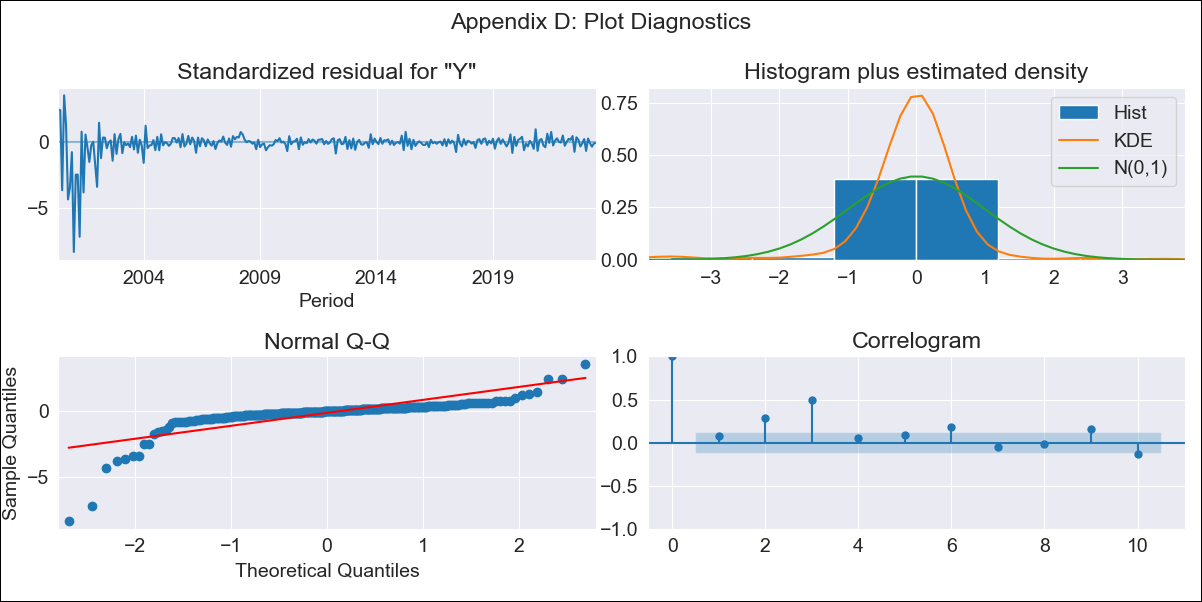 Appendix D: Plot Diagnostics
Standardized residual for "Y"
0
−5
2004 2009 2014 2019
Period
Histogram plus estimated density
0.75
0.50
0.25
0.00
−3 −2 −1 0 1 2 3
Hist
KDE
N(0,1)
Normal Q-Q
Sample Quantiles
0
−5
−2 −1 0 1 2
Theoretical Quantiles
Correlogram
1.0
0.5
0.0
−0.5
−1.0
0 2 4 6 8 10